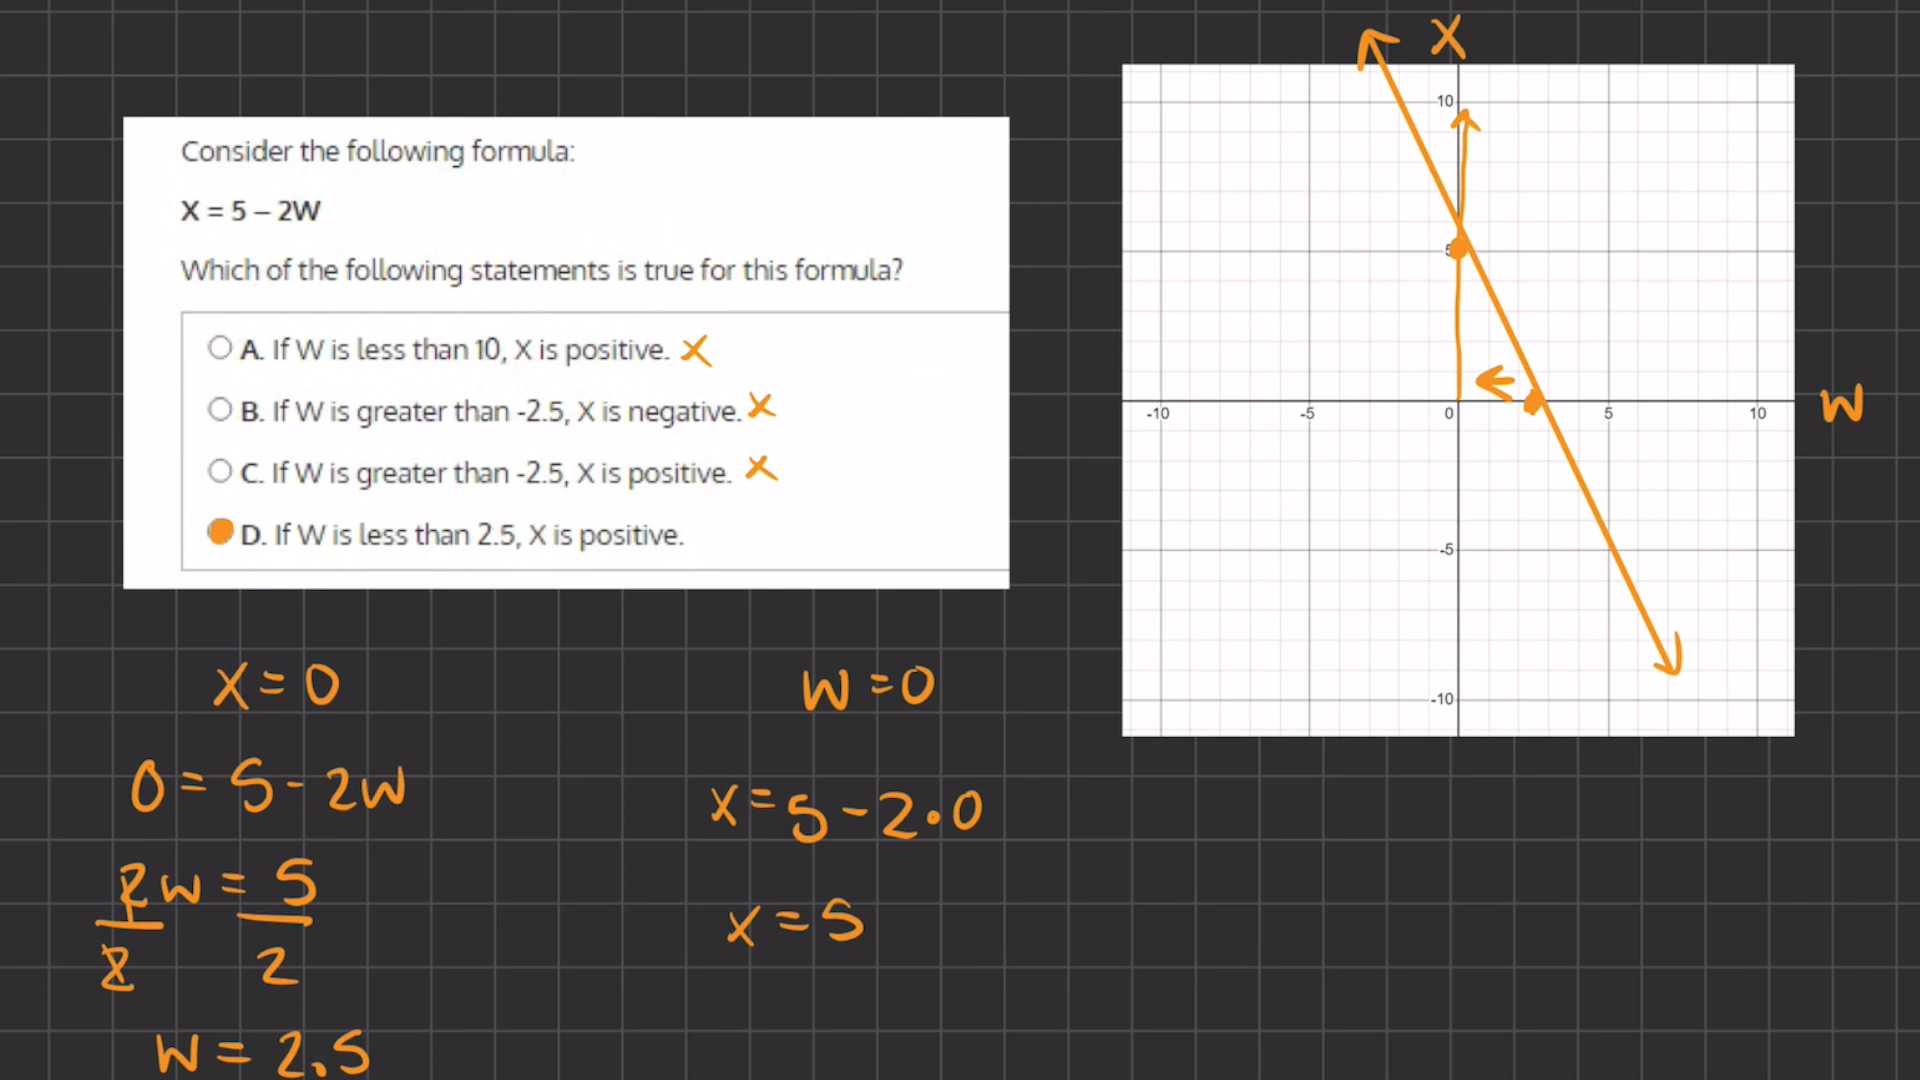 Consider the following formula:
X = 5 – 2W
Which of the following statements is true for this formula?
A. If W is less than 10, X is positive. X
B. If W is greater than -2.5, X is negative. X
C. If W is greater than -2.5, X is positive. X
D. If W is less than 2.5, X is positive.
X
10
5
-10 -5 0 5 10
W
-5
-10
X = 0
0 = 5 - 2W
2W = 5
2 2
W = 2.5
W = 0
X = 5 - 2 • 0
X = 5